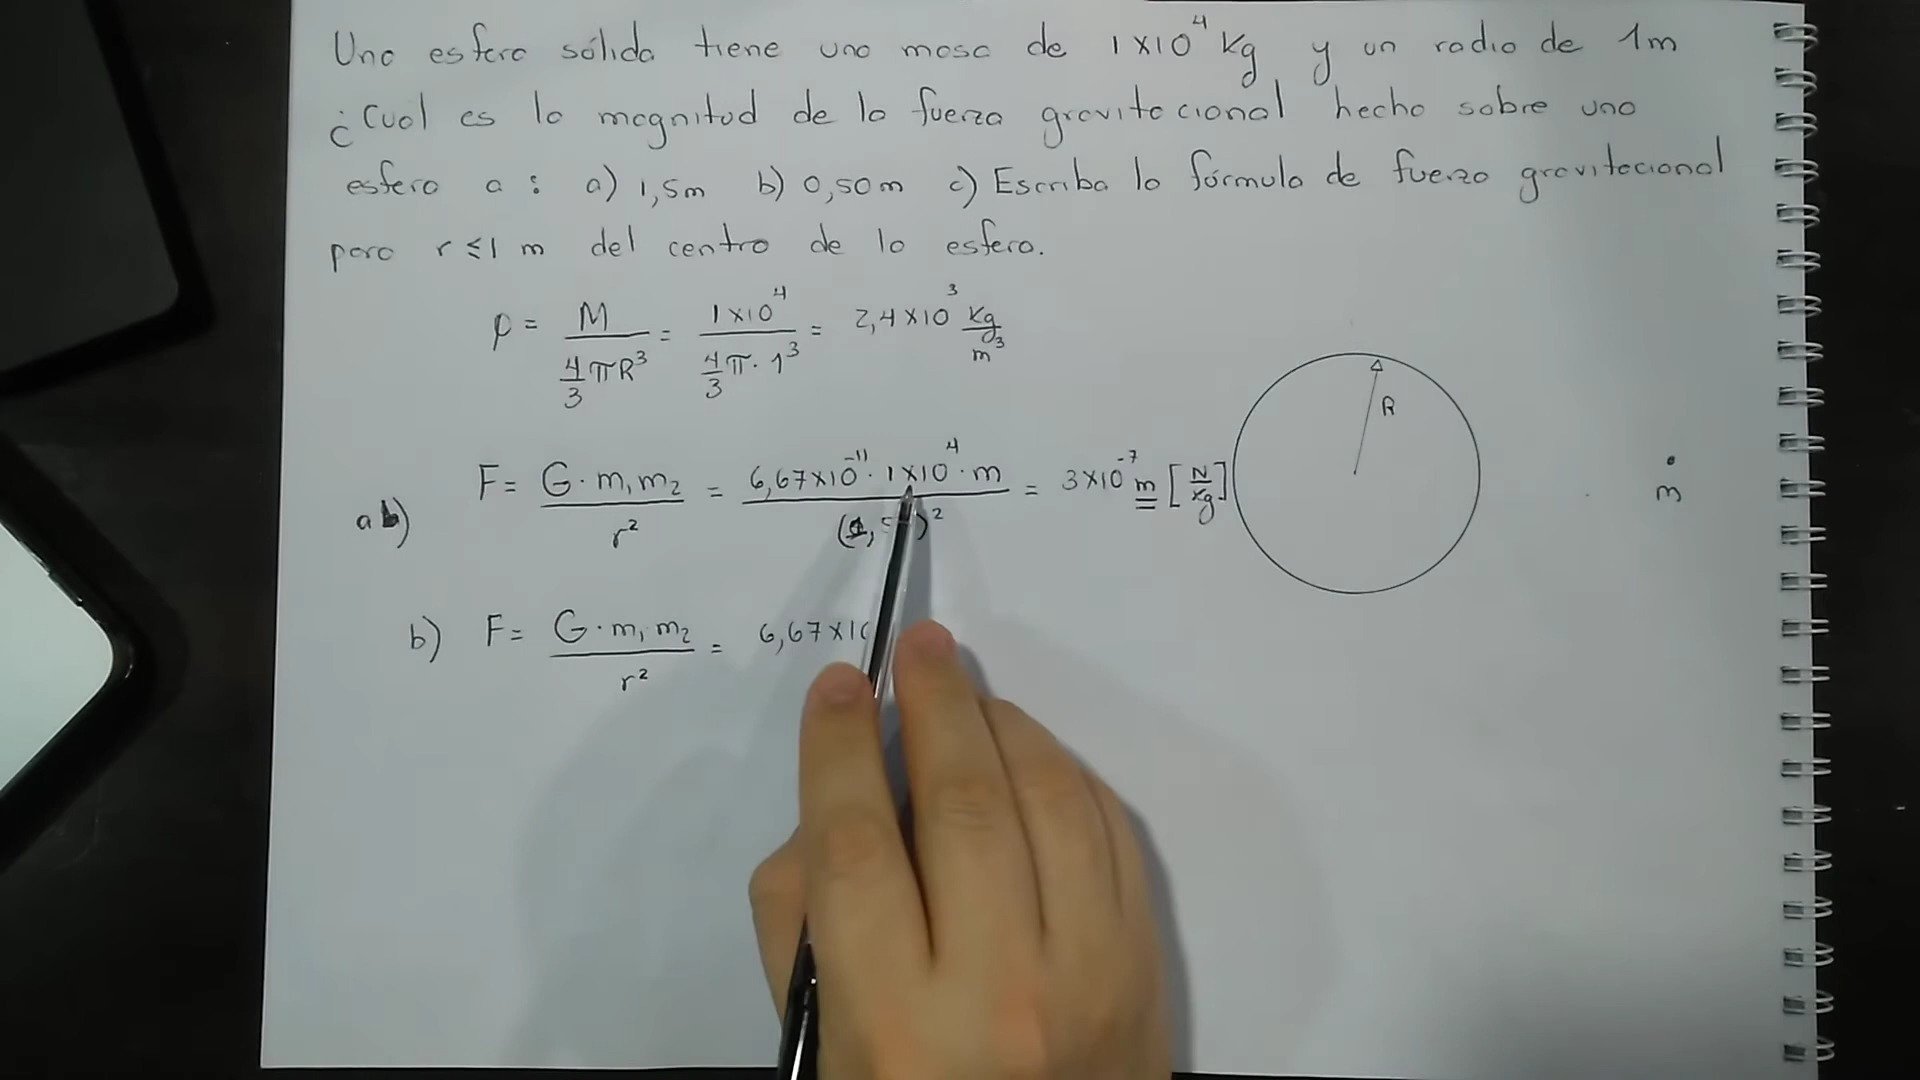 Una esfera sólida tiene una masa de 1×10⁴ Kg y un radio de 1m
¿Cual es la magnitud de la fuerza gravitacional hecha sobre una
esfera a : a) 1,5m b) 0,50m c) Escriba la fórmula de fuerza gravitacional
para r ≤ 1 m del centro de la esfera.
ρ = M / (4/3 πR³) = 1×10⁴ / (4/3 π · 1³) = 2,4×10³ Kg/m³
R
a) F = G · m₁m₂ / r² = 6,67×10⁻¹¹ · 1×10⁴ · m / ( )² = 3×10⁻⁷ m [N/Kg]
m
b) F = G · m₁m₂ / r² = 6,67×10